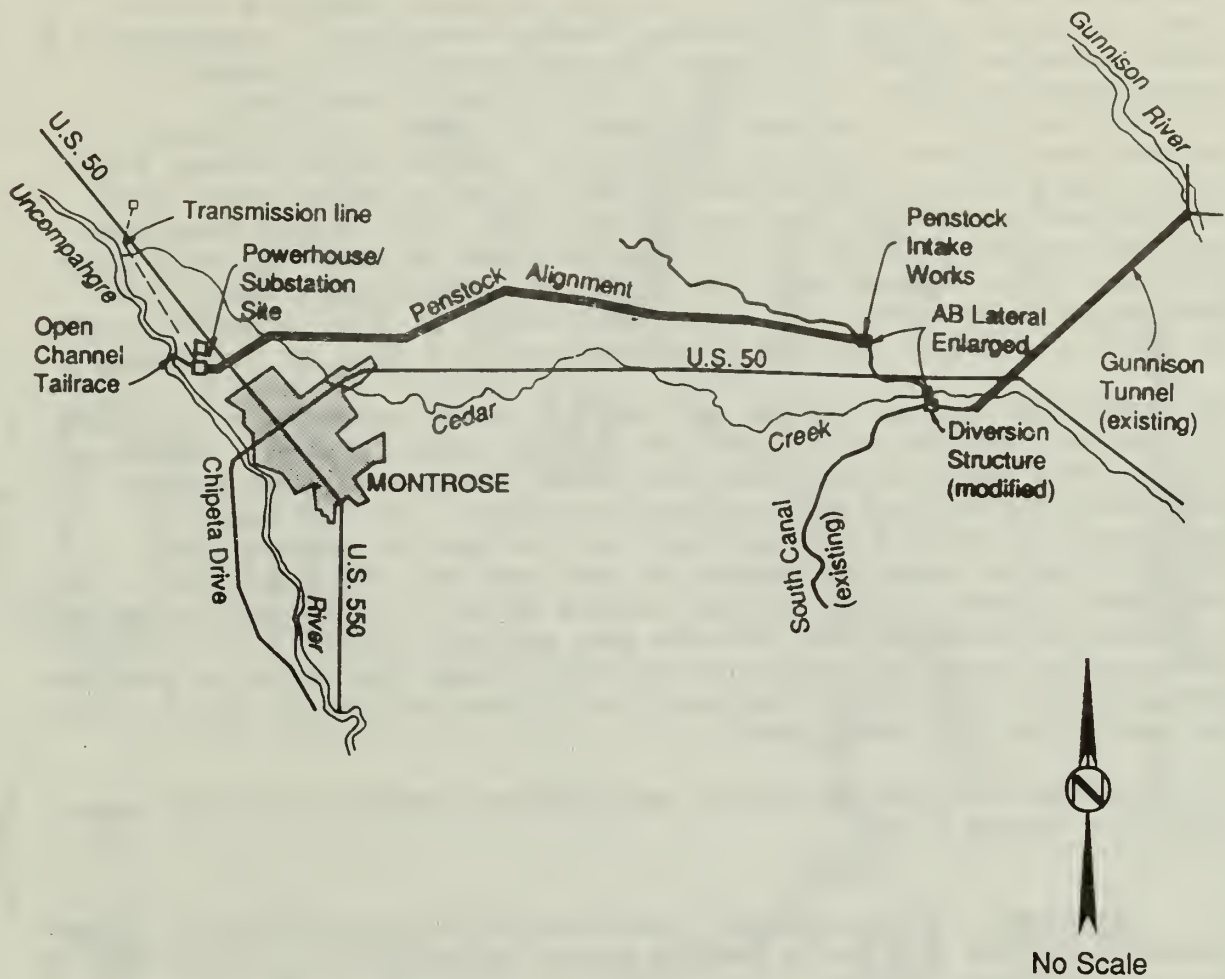 Gunnison
River
U.S. 50
Uncompahgre
Transmission line
Powerhouse/
Substation
Site
Open
Channel
Tailrace
Penstock Alignment
Penstock
Intake
Works
AB Lateral
Enlarged
U.S. 50
Gunnison
Tunnel
(existing)
Cedar Creek
Diversion
Structure
(modified)
MONTROSE
Chipeta Drive
U.S. 550
River
South Canal
(existing)
N
No Scale